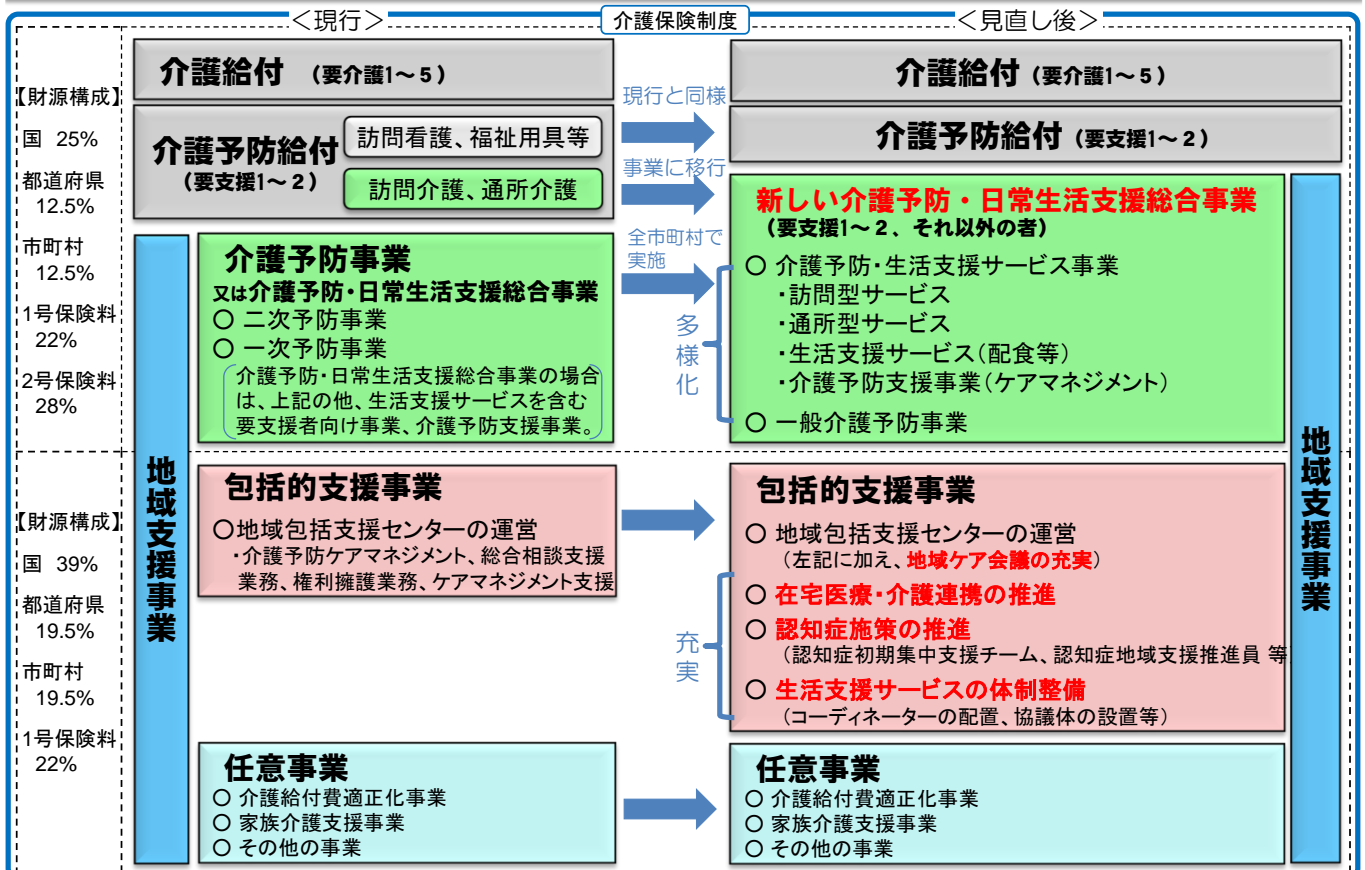 <現行>
介護保険制度
<見直し後>
【財源構成】
国 25%
都道府県
12.5%
市町村
12.5%
1号保険料
22%
2号保険料
28%
【財源構成】
国 39%
都道府県
19.5%
市町村
19.5%
1号保険料
22%
介護給付 (要介護1~5)
介護予防給付
(要支援1~2)
訪問看護、福祉用具等
訪問介護、通所介護
地域支援事業
介護予防事業
又は介護予防・日常生活支援総合事業
○ 二次予防事業
○ 一次予防事業
介護予防・日常生活支援総合事業の場合
は、上記の他、生活支援サービスを含む
要支援者向け事業、介護予防支援事業。
包括的支援事業
○地域包括支援センターの運営
・介護予防ケアマネジメント、総合相談支援
業務、権利擁護業務、ケアマネジメント支援
任意事業
○ 介護給付費適正化事業
○ 家族介護支援事業
○ その他の事業
現行と同様
事業に移行
全市町村で
実施
多様化
充実
介護給付 (要介護1~5)
介護予防給付 (要支援1~2)
新しい介護予防・日常生活支援総合事業
(要支援1~2、それ以外の者)
○ 介護予防・生活支援サービス事業
・訪問型サービス
・通所型サービス
・生活支援サービス(配食等)
・介護予防支援事業(ケアマネジメント)
○ 一般介護予防事業
包括的支援事業
○ 地域包括支援センターの運営
(左記に加え、地域ケア会議の充実)
○ 在宅医療・介護連携の推進
○ 認知症施策の推進
(認知症初期集中支援チーム、認知症地域支援推進員 等)
○ 生活支援サービスの体制整備
(コーディネーターの配置、協議体の設置等)
任意事業
○ 介護給付費適正化事業
○ 家族介護支援事業
○ その他の事業
地域支援事業